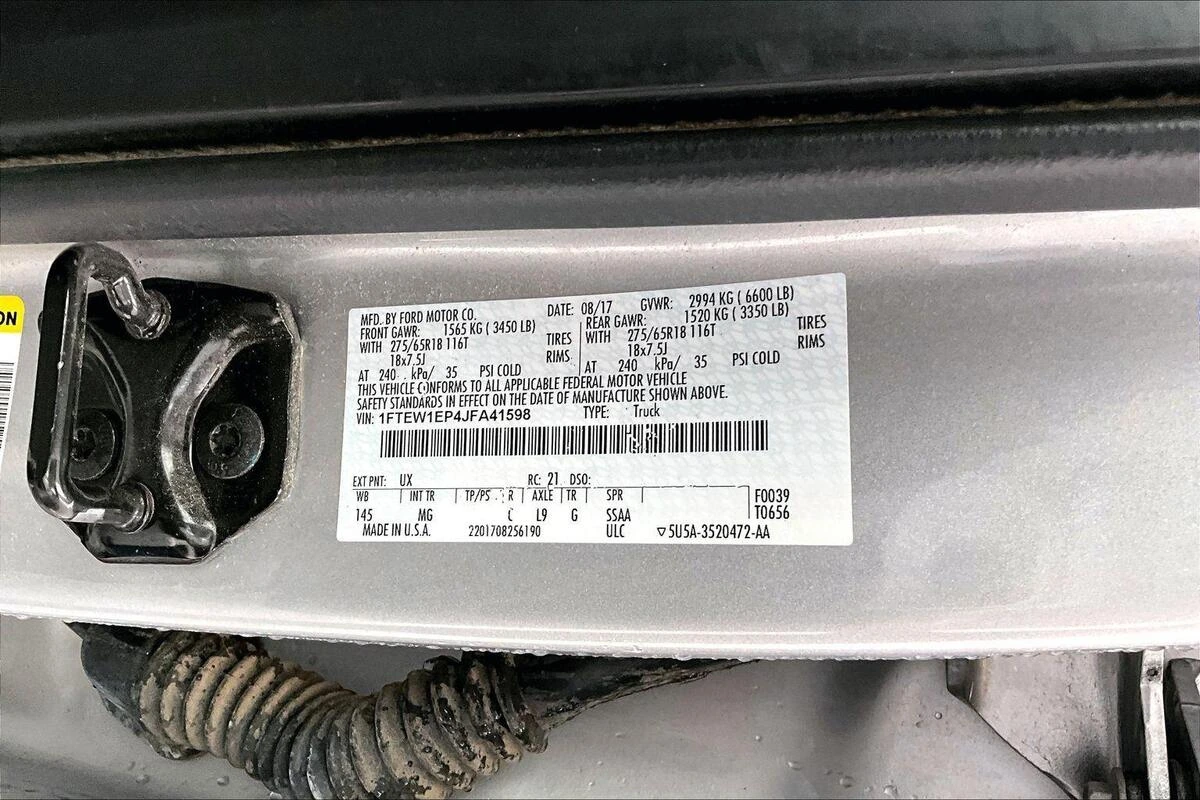 ON
MFD. BY FORD MOTOR CO. DATE: 08/17 GVWR: 2994 KG ( 6600 LB)
FRONT GAWR: 1565 KG ( 3450 LB) REAR GAWR: 1520 KG ( 3350 LB)
WITH 275/65R18 116T TIRES WITH 275/65R18 116T TIRES
18x7.5J RIMS 18x7.5J RIMS
AT 240 kPa/ 35 PSI COLD AT 240 kPa/ 35 PSI COLD
THIS VEHICLE CONFORMS TO ALL APPLICABLE FEDERAL MOTOR VEHICLE
SAFETY STANDARDS IN EFFECT ON THE DATE OF MANUFACTURE SHOWN ABOVE.
VIN: 1FTEW1EP4JFA41598 TYPE: Truck
EXT PNT: UX RC: 21 DSO:
WB INT TR TP/PS R AXLE TR SPR F0039
145 MG L9 G SSAA T0656
MADE IN U.S.A. 2201708256190 ULC ▽5U5A-3520472-AA